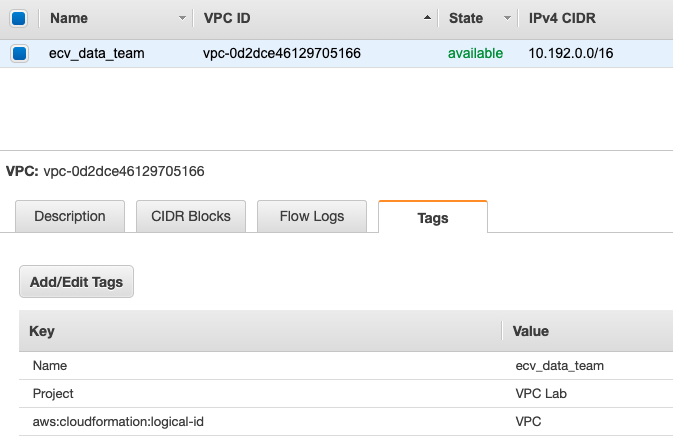 Name VPC ID State IPv4 CIDR
ecv_data_team vpc-0d2dce46129705166 available 10.192.0.0/16
VPC: vpc-0d2dce46129705166
Description CIDR Blocks Flow Logs Tags
Add/Edit Tags
Key Value
Name ecv_data_team
Project VPC Lab
aws:cloudformation:logical-id VPC